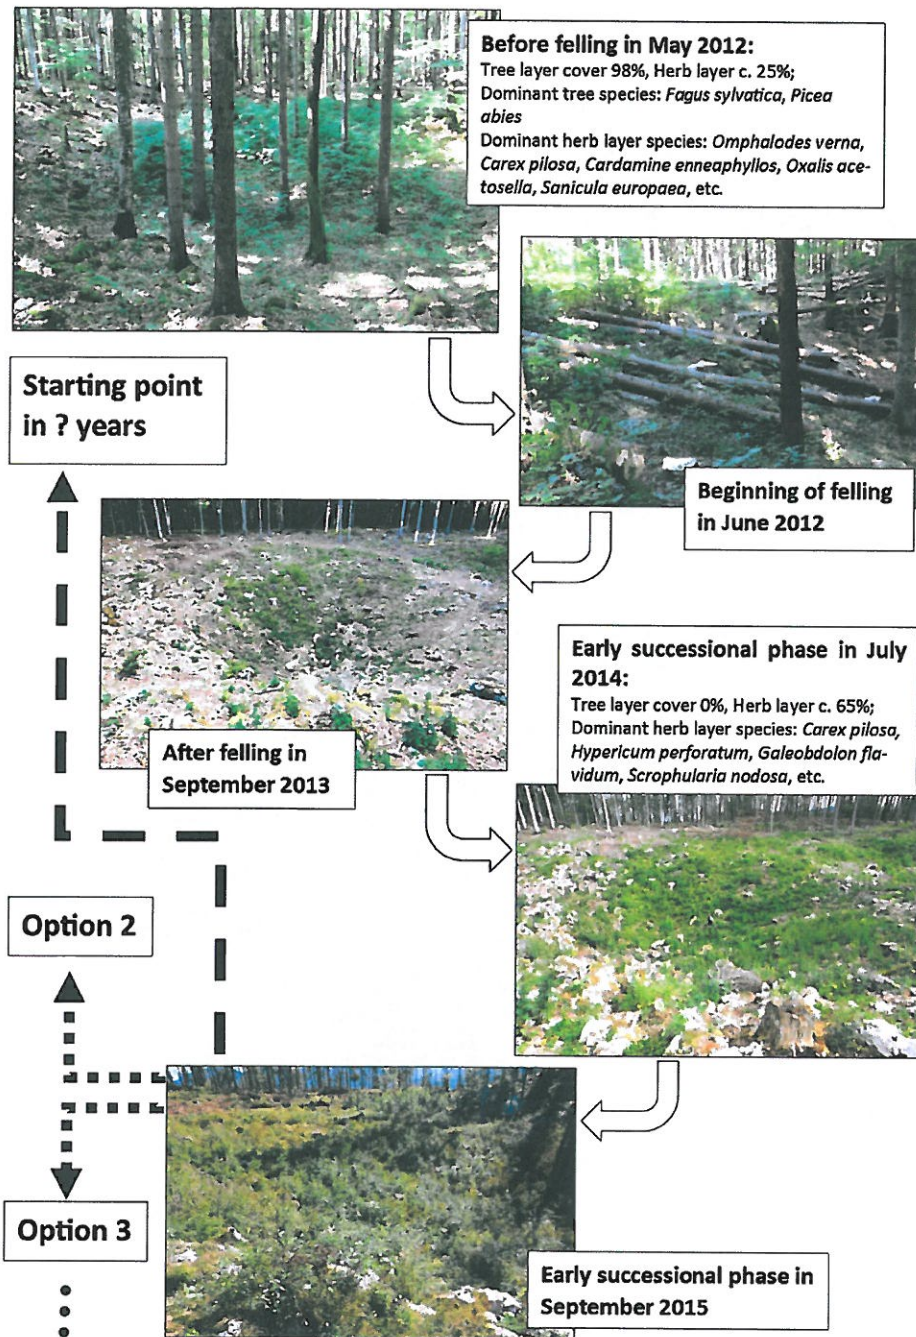 Before felling in May 2012:
Tree layer cover 98%, Herb layer c. 25%;
Dominant tree species: Fagus sylvatica, Picea
abies
Dominant herb layer species: Omphalodes verna,
Carex pilosa, Cardamine enneaphyllos, Oxalis ace-
tosella, Sanicula europaea, etc.
Starting point
in ? years
Beginning of felling
in June 2012
After felling in
September 2013
Early successional phase in July
2014:
Tree layer cover 0%, Herb layer c. 65%;
Dominant herb layer species: Carex pilosa,
Hypericum perforatum, Galeobdolon fla-
vidum, Scrophularia nodosa, etc.
Option 2
Option 3
Early successional phase in
September 2015